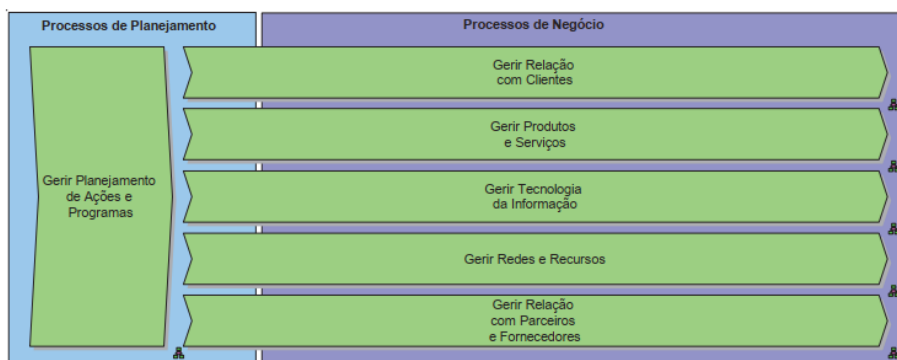 Processos de Planejamento
Processos de Negócio
Gerir Planejamento
de Ações e
Programas
Gerir Relação
com Clientes
Gerir Produtos
e Serviços
Gerir Tecnologia
da Informação
Gerir Redes e Recursos
Gerir Relação
com Parceiros
e Fornecedores